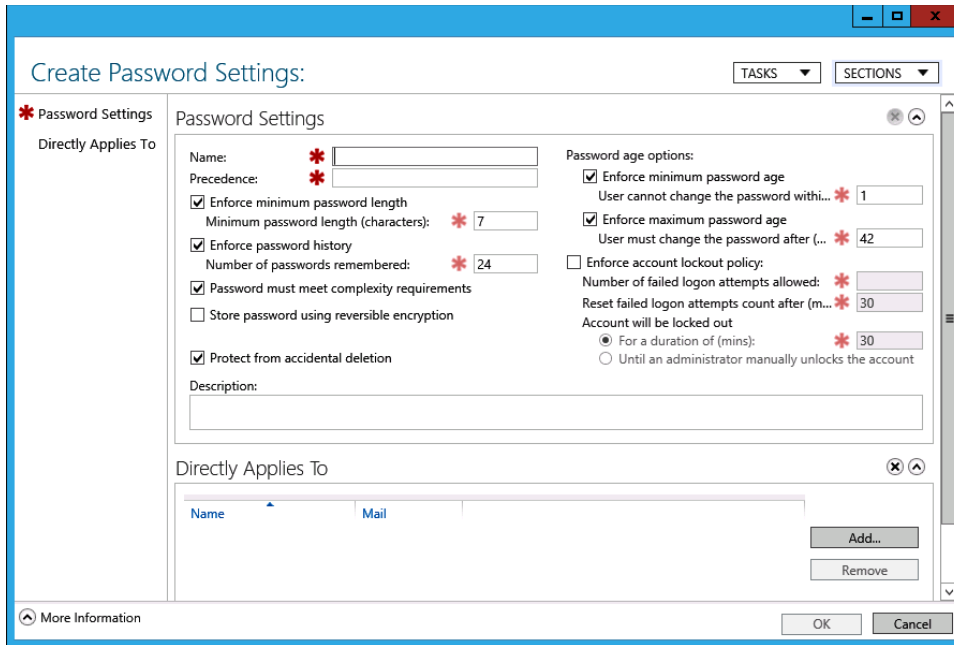 Create Password Settings:
TASKS
SECTIONS
Password Settings
Directly Applies To
Password Settings
Name:
Precedence:
Enforce minimum password length
Minimum password length (characters):
7
Enforce password history
Number of passwords remembered:
24
Password must meet complexity requirements
Store password using reversible encryption
Protect from accidental deletion
Password age options:
Enforce minimum password age
User cannot change the password withi...
1
Enforce maximum password age
User must change the password after (...
42
Enforce account lockout policy:
Number of failed logon attempts allowed:
Reset failed logon attempts count after (m...
30
Account will be locked out
For a duration of (mins):
30
Until an administrator manually unlocks the account
Description:
Directly Applies To
Name
Mail
Add...
Remove
More Information
OK
Cancel